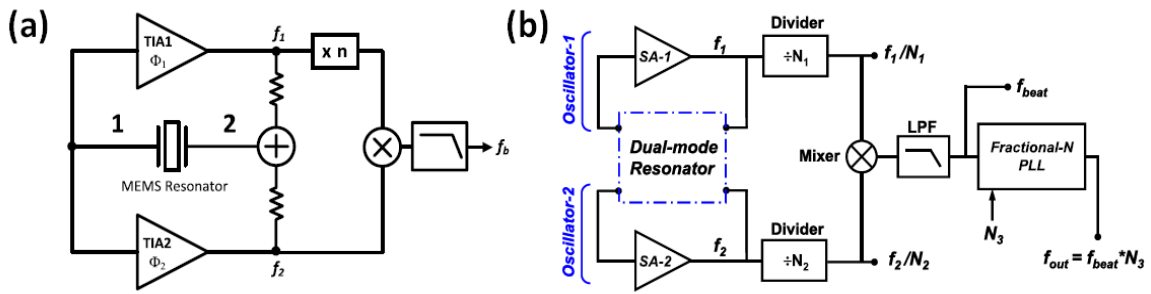 (a)
TIA1
Φ1
f1
x n
1
2
MEMS Resonator
fb
TIA2
Φ2
f2
(b)
Oscillator-1
SA-1
f1
Divider
÷N1
f1/N1
fbeat
Dual-mode
Resonator
Mixer
LPF
Fractional-N
PLL
Oscillator-2
SA-2
f2
Divider
÷N2
f2/N2
N3
fout = fbeat*N3